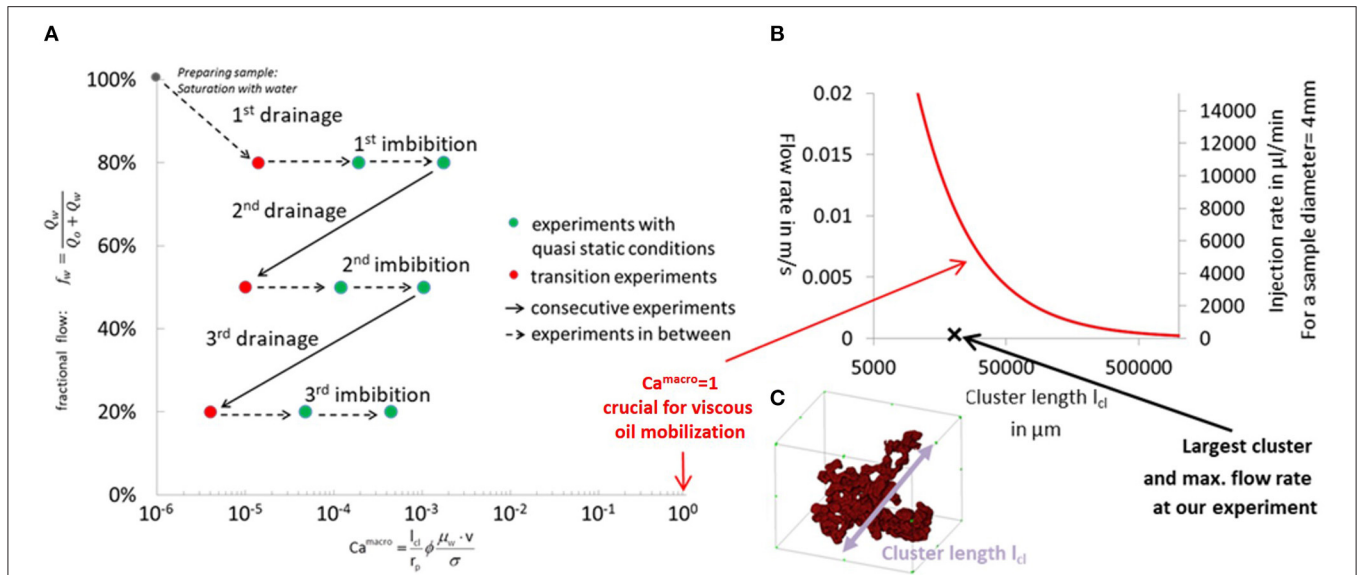 A
Preparing sample:
Saturation with water
100%
80%
60%
40%
20%
0%
fractional flow: f_w = Q_w / (Q_o + Q_w)
1st drainage
1st imbibition
2nd drainage
2nd imbibition
3rd drainage
3rd imbibition
experiments with
quasi static conditions
transition experiments
consecutive experiments
experiments in between
10^-6 10^-5 10^-4 10^-3 10^-2 10^-1 10^0
Ca^macro = l_cl / r_p ϕ μ_w · v / σ
Ca^macro=1
crucial for viscous
oil mobilization
B
0.02
0.015
0.01
0.005
0
Flow rate in m/s
14000
12000
10000
8000
6000
4000
2000
0
Injection rate in µl/min
For a sample diameter= 4mm
5000 50000 500000
Cluster length l_cl
in µm
Largest cluster
and max. flow rate
at our experiment
C
Cluster length l_cl